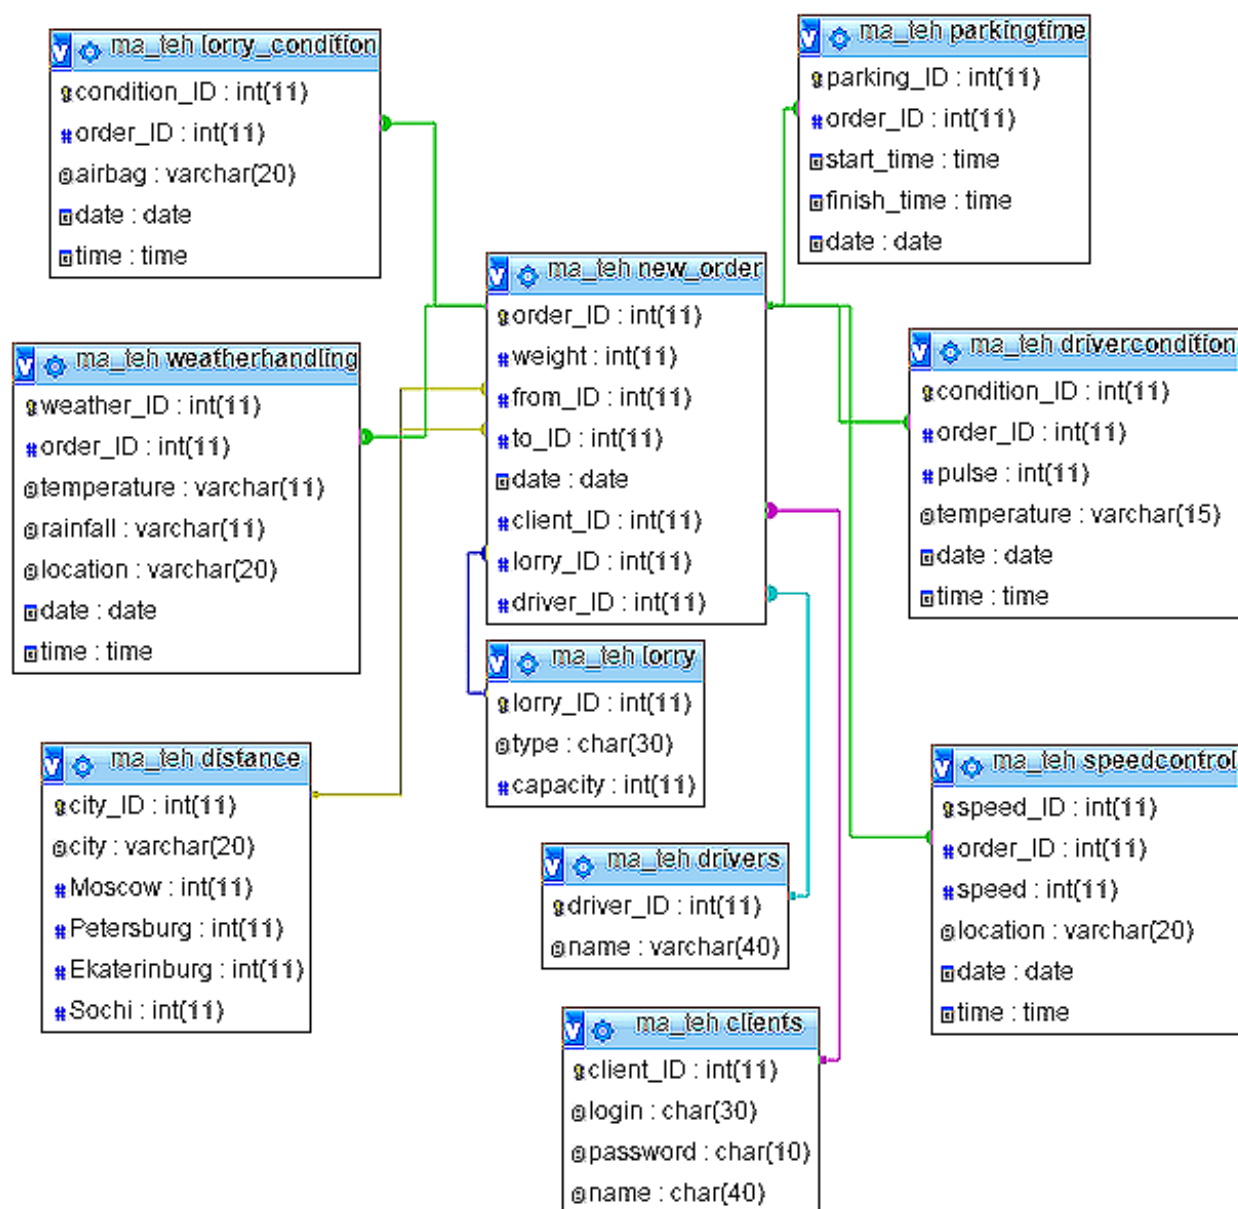 ma_teh lorry_condition
condition_ID : int(11)
order_ID : int(11)
airbag : varchar(20)
date : date
time : time
ma_teh parkingtime
parking_ID : int(11)
order_ID : int(11)
start_time : time
finish_time : time
date : date
ma_teh new_order
order_ID : int(11)
weight : int(11)
from_ID : int(11)
to_ID : int(11)
date : date
client_ID : int(11)
lorry_ID : int(11)
driver_ID : int(11)
ma_teh weatherhandling
weather_ID : int(11)
order_ID : int(11)
temperature : varchar(11)
rainfall : varchar(11)
location : varchar(20)
date : date
time : time
ma_teh drivercondition
condition_ID : int(11)
order_ID : int(11)
pulse : int(11)
temperature : varchar(15)
date : date
time : time
ma_teh lorry
lorry_ID : int(11)
type : char(30)
capacity : int(11)
ma_teh distance
city_ID : int(11)
city : varchar(20)
Moscow : int(11)
Petersburg : int(11)
Ekaterinburg : int(11)
Sochi : int(11)
ma_teh drivers
driver_ID : int(11)
name : varchar(40)
ma_teh speedcontrol
speed_ID : int(11)
order_ID : int(11)
speed : int(11)
location : varchar(20)
date : date
time : time
ma_teh clients
client_ID : int(11)
login : char(30)
password : char(10)
name : char(40)